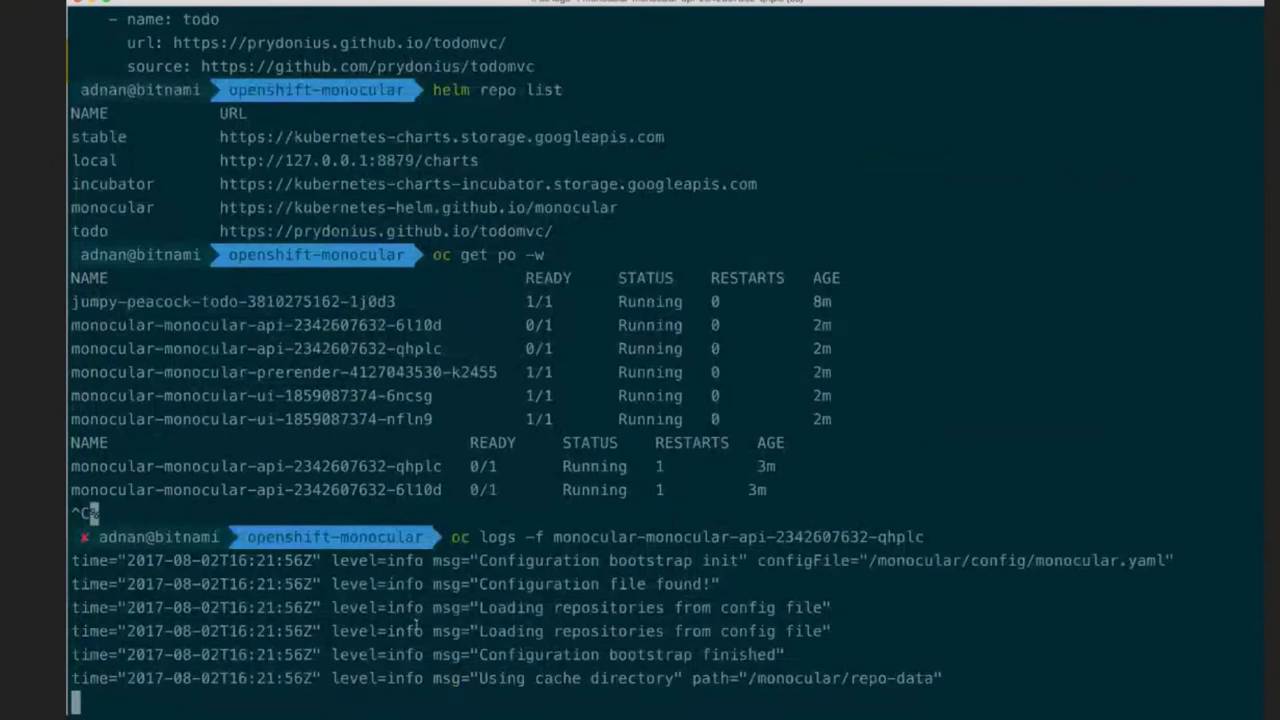 - name: todo
url: https://prydonius.github.io/todomvc/
source: https://github.com/prydonius/todomvc
adnan@bitnami openshift-monocular helm repo list
NAME URL
stable https://kubernetes-charts.storage.googleapis.com
local http://127.0.0.1:8879/charts
incubator https://kubernetes-charts-incubator.storage.googleapis.com
monocular https://kubernetes-helm.github.io/monocular
todo https://prydonius.github.io/todomvc/
adnan@bitnami openshift-monocular oc get po -w
NAME READY STATUS RESTARTS AGE
jumpy-peacock-todo-3810275162-1j0d3 1/1 Running 0 8m
monocular-monocular-api-2342607632-6l10d 0/1 Running 0 2m
monocular-monocular-api-2342607632-qhplc 0/1 Running 0 2m
monocular-monocular-prerender-4127043530-k2455 1/1 Running 0 2m
monocular-monocular-ui-1859087374-6ncsg 1/1 Running 0 2m
monocular-monocular-ui-1859087374-nfln9 1/1 Running 0 2m
NAME READY STATUS RESTARTS AGE
monocular-monocular-api-2342607632-qhplc 0/1 Running 1 3m
monocular-monocular-api-2342607632-6l10d 0/1 Running 1 3m
^C%
✘ adnan@bitnami openshift-monocular oc logs -f monocular-monocular-api-2342607632-qhplc
time="2017-08-02T16:21:56Z" level=info msg="Configuration bootstrap init" configFile="/monocular/config/monocular.yaml"
time="2017-08-02T16:21:56Z" level=info msg="Configuration file found!"
time="2017-08-02T16:21:56Z" level=info msg="Loading repositories from config file"
time="2017-08-02T16:21:56Z" level=info msg="Loading repositories from config file"
time="2017-08-02T16:21:56Z" level=info msg="Configuration bootstrap finished"
time="2017-08-02T16:21:56Z" level=info msg="Using cache directory" path="/monocular/repo-data"